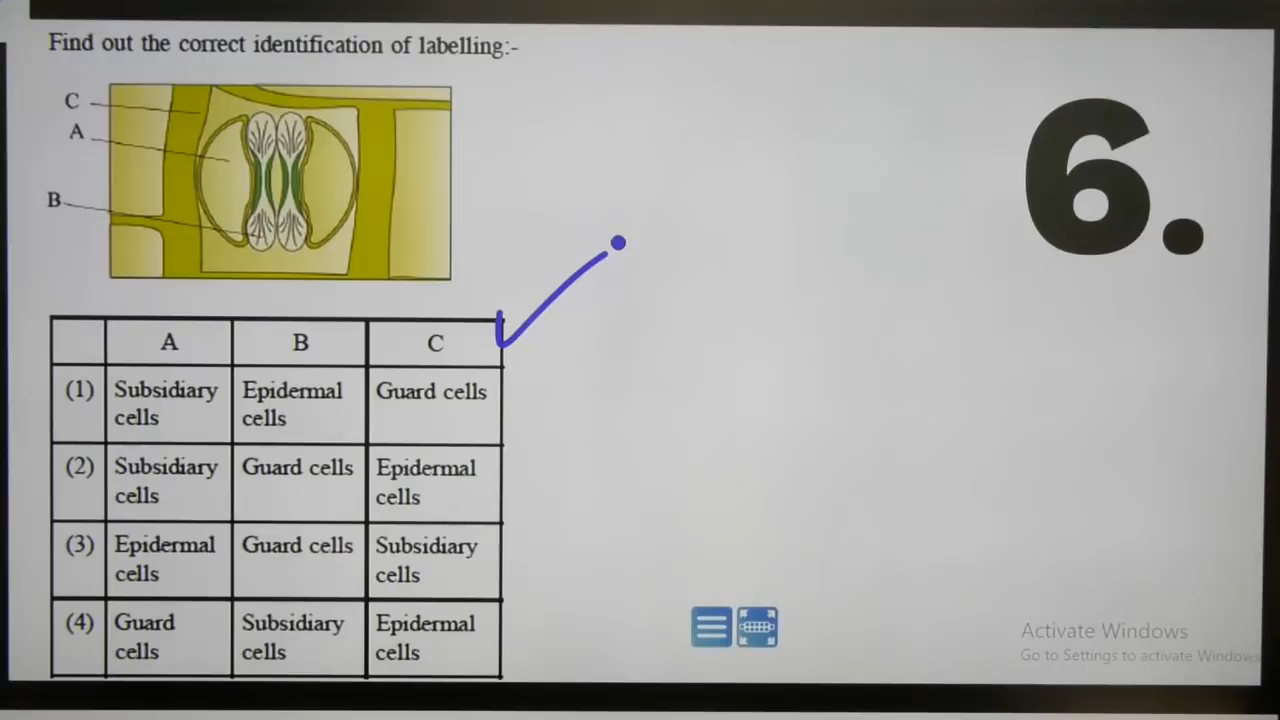 Find out the correct identification of labelling:-
C
A
B
6.
A B C
(1) Subsidiary cells Epidermal cells Guard cells
(2) Subsidiary cells Guard cells Epidermal cells
(3) Epidermal cells Guard cells Subsidiary cells
(4) Guard cells Subsidiary cells Epidermal cells
Activate Windows
Go to Settings to activate Windows